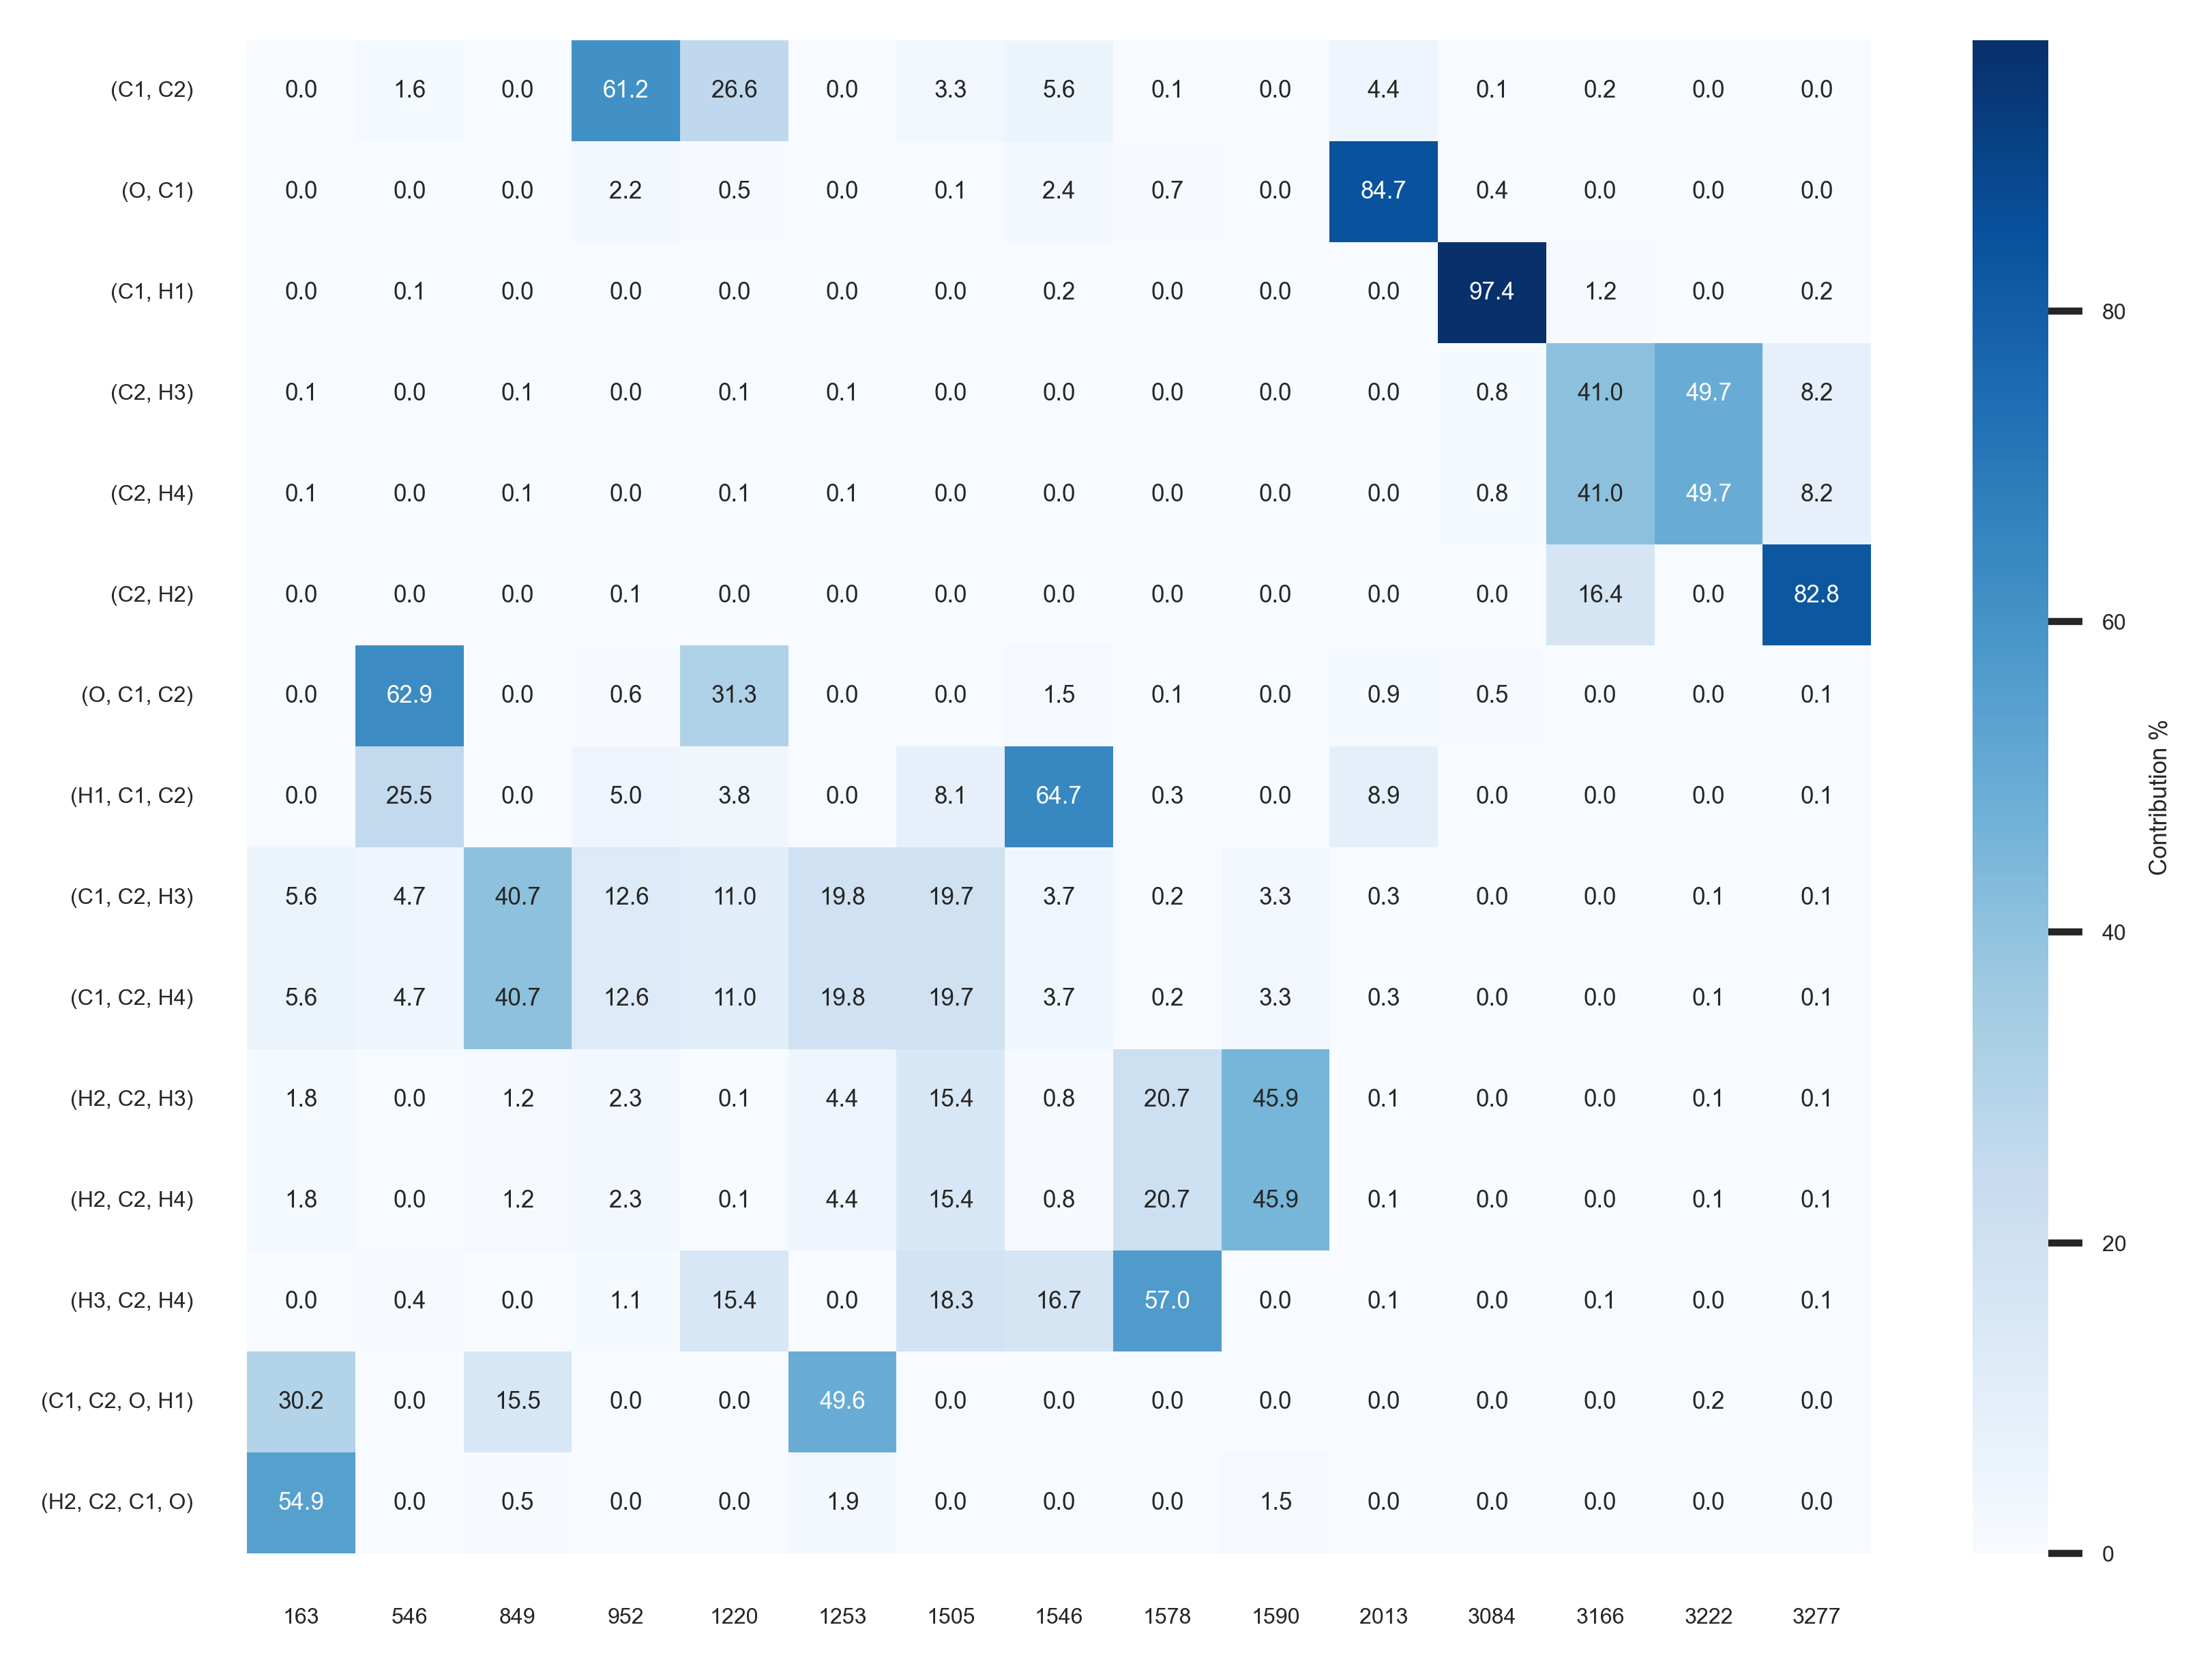 (C1, C2) 0.0 1.6 0.0 61.2 26.6 0.0 3.3 5.6 0.1 0.0 4.4 0.1 0.2 0.0 0.0
(O, C1) 0.0 0.0 0.0 2.2 0.5 0.0 0.1 2.4 0.7 0.0 84.7 0.4 0.0 0.0 0.0
(C1, H1) 0.0 0.1 0.0 0.0 0.0 0.0 0.0 0.2 0.0 0.0 0.0 97.4 1.2 0.0 0.2
(C2, H3) 0.1 0.0 0.1 0.0 0.1 0.1 0.0 0.0 0.0 0.0 0.0 0.8 41.0 49.7 8.2
(C2, H4) 0.1 0.0 0.1 0.0 0.1 0.1 0.0 0.0 0.0 0.0 0.0 0.8 41.0 49.7 8.2
(C2, H2) 0.0 0.0 0.0 0.1 0.0 0.0 0.0 0.0 0.0 0.0 0.0 0.0 16.4 0.0 82.8
(O, C1, C2) 0.0 62.9 0.0 0.6 31.3 0.0 0.0 1.5 0.1 0.0 0.9 0.5 0.0 0.0 0.1
(H1, C1, C2) 0.0 25.5 0.0 5.0 3.8 0.0 8.1 64.7 0.3 0.0 8.9 0.0 0.0 0.0 0.1
(C1, C2, H3) 5.6 4.7 40.7 12.6 11.0 19.8 19.7 3.7 0.2 3.3 0.3 0.0 0.0 0.1 0.1
(C1, C2, H4) 5.6 4.7 40.7 12.6 11.0 19.8 19.7 3.7 0.2 3.3 0.3 0.0 0.0 0.1 0.1
(H2, C2, H3) 1.8 0.0 1.2 2.3 0.1 4.4 15.4 0.8 20.7 45.9 0.1 0.0 0.0 0.1 0.1
(H2, C2, H4) 1.8 0.0 1.2 2.3 0.1 4.4 15.4 0.8 20.7 45.9 0.1 0.0 0.0 0.1 0.1
(H3, C2, H4) 0.0 0.4 0.0 1.1 15.4 0.0 18.3 16.7 57.0 0.0 0.1 0.0 0.1 0.0 0.1
(C1, C2, O, H1) 30.2 0.0 15.5 0.0 0.0 49.6 0.0 0.0 0.0 0.0 0.0 0.0 0.0 0.2 0.0
(H2, C2, C1, O) 54.9 0.0 0.5 0.0 0.0 1.9 0.0 0.0 0.0 1.5 0.0 0.0 0.0 0.0 0.0
163 546 849 952 1220 1253 1505 1546 1578 1590 2013 3084 3166 3222 3277
80
60
40
20
0
Contribution %